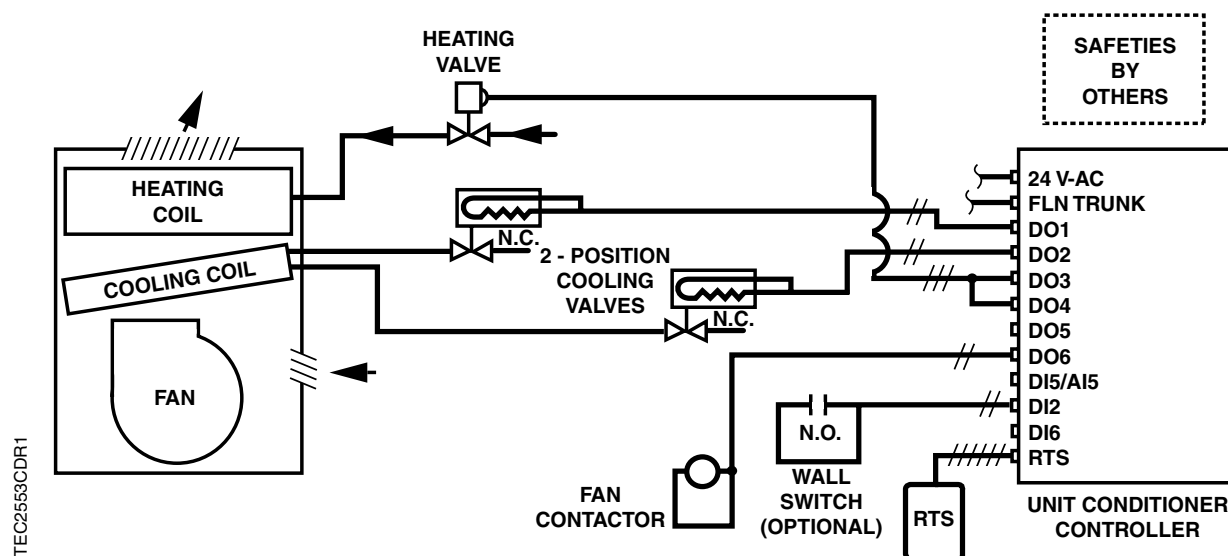 HEATING
VALVE
SAFETIES
BY
OTHERS
HEATING
COIL
COOLING COIL
FAN
N.C.
2 - POSITION
COOLING
VALVES
N.C.
24 V-AC
FLN TRUNK
DO1
DO2
DO3
DO4
DO5
DO6
DI5/AI5
DI2
DI6
RTS
N.O.
WALL
SWITCH
(OPTIONAL)
FAN
CONTACTOR
RTS
UNIT CONDITIONER
CONTROLLER
TEC2553CDR1